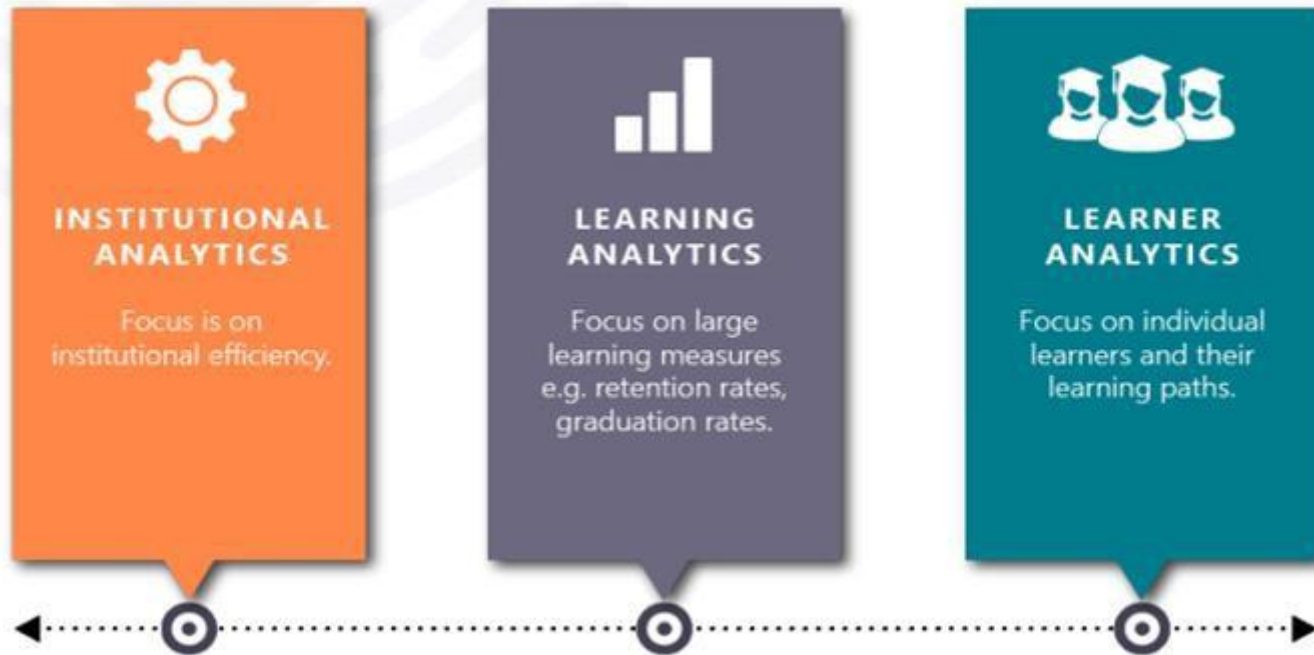 INSTITUTIONAL
ANALYTICS
Focus is on
institutional efficiency.
LEARNING
ANALYTICS
Focus on large
learning measures
e.g. retention rates,
graduation rates.
LEARNER
ANALYTICS
Focus on individual
learners and their
learning paths.